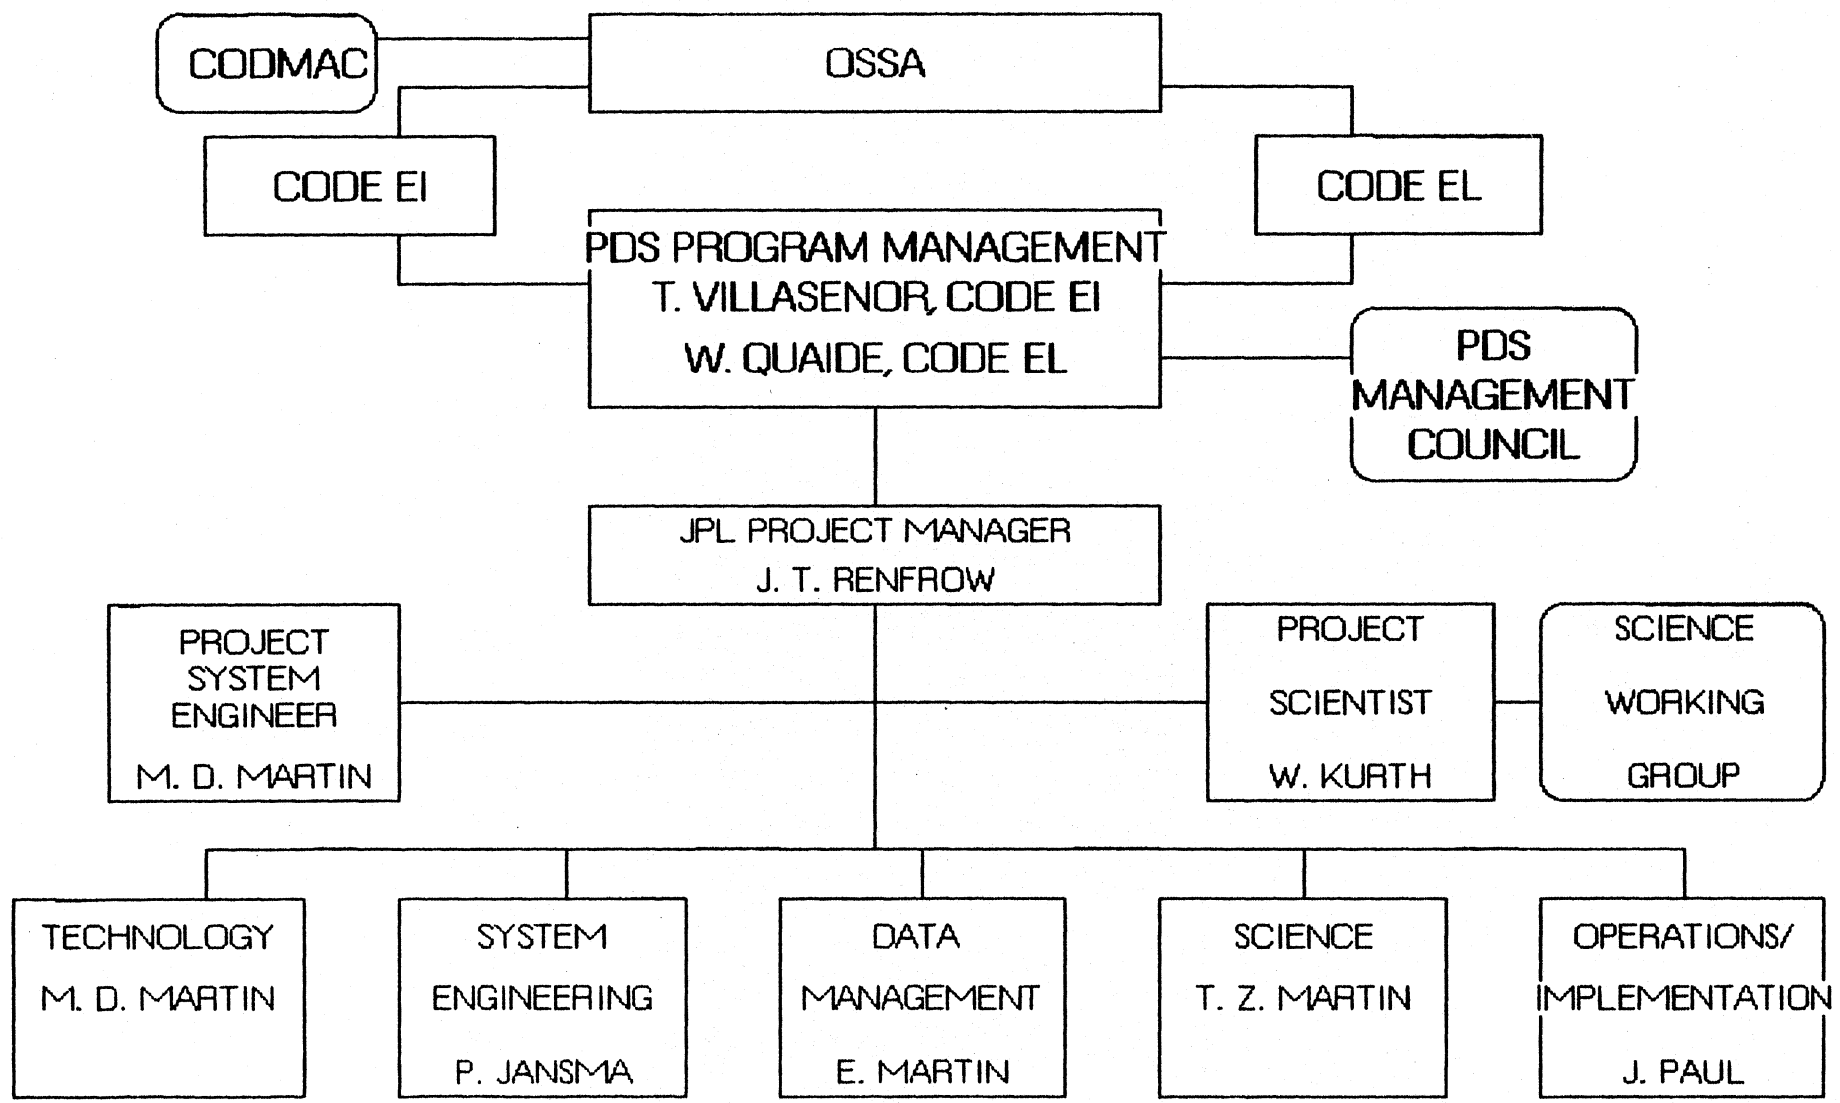 CODMAC
OSSA
CODE EI
CODE EL
PDS PROGRAM MANAGEMENT
T. VILLASENOR, CODE EI
W. QUAIDE, CODE EL
PDS
MANAGEMENT
COUNCIL
JPL PROJECT MANAGER
J. T. RENFROW
PROJECT
SYSTEM
ENGINEER
M. D. MARTIN
PROJECT
SCIENTIST
W. KURTH
SCIENCE
WORKING
GROUP
TECHNOLOGY
M. D. MARTIN
SYSTEM
ENGINEERING
P. JANSMA
DATA
MANAGEMENT
E. MARTIN
SCIENCE
T. Z. MARTIN
OPERATIONS/
IMPLEMENTATION
J. PAUL